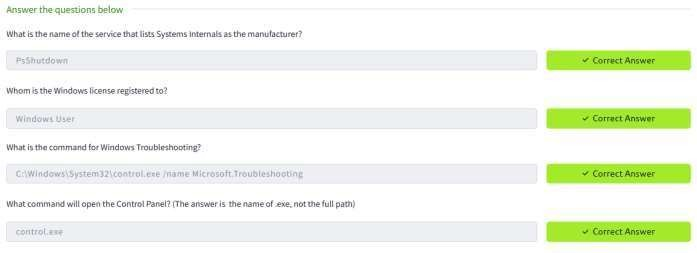 Answer the questions below
What is the name of the service that lists Systems Internals as the manufacturer?
PsShutdown
✓ Correct Answer
Whom is the Windows license registered to?
Windows User
✓ Correct Answer
What is the command for Windows Troubleshooting?
C:\Windows\System32\control.exe /name Microsoft.Troubleshooting
✓ Correct Answer
What command will open the Control Panel? (The answer is the name of .exe, not the full path)
control.exe
✓ Correct Answer